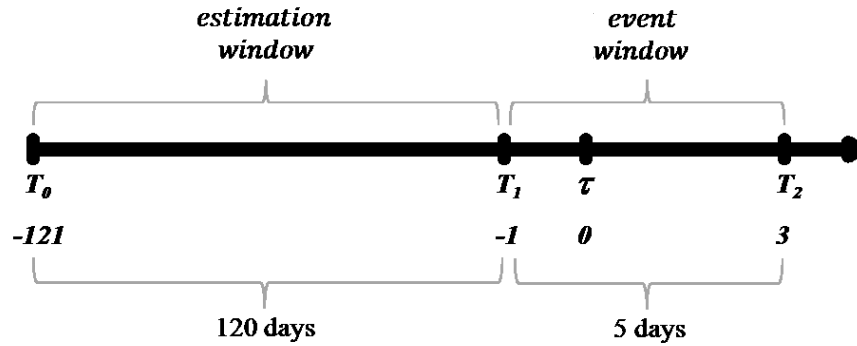 estimation
window
event
window
T0 T1 τ T2
-121 -1 0 3
120 days 5 days